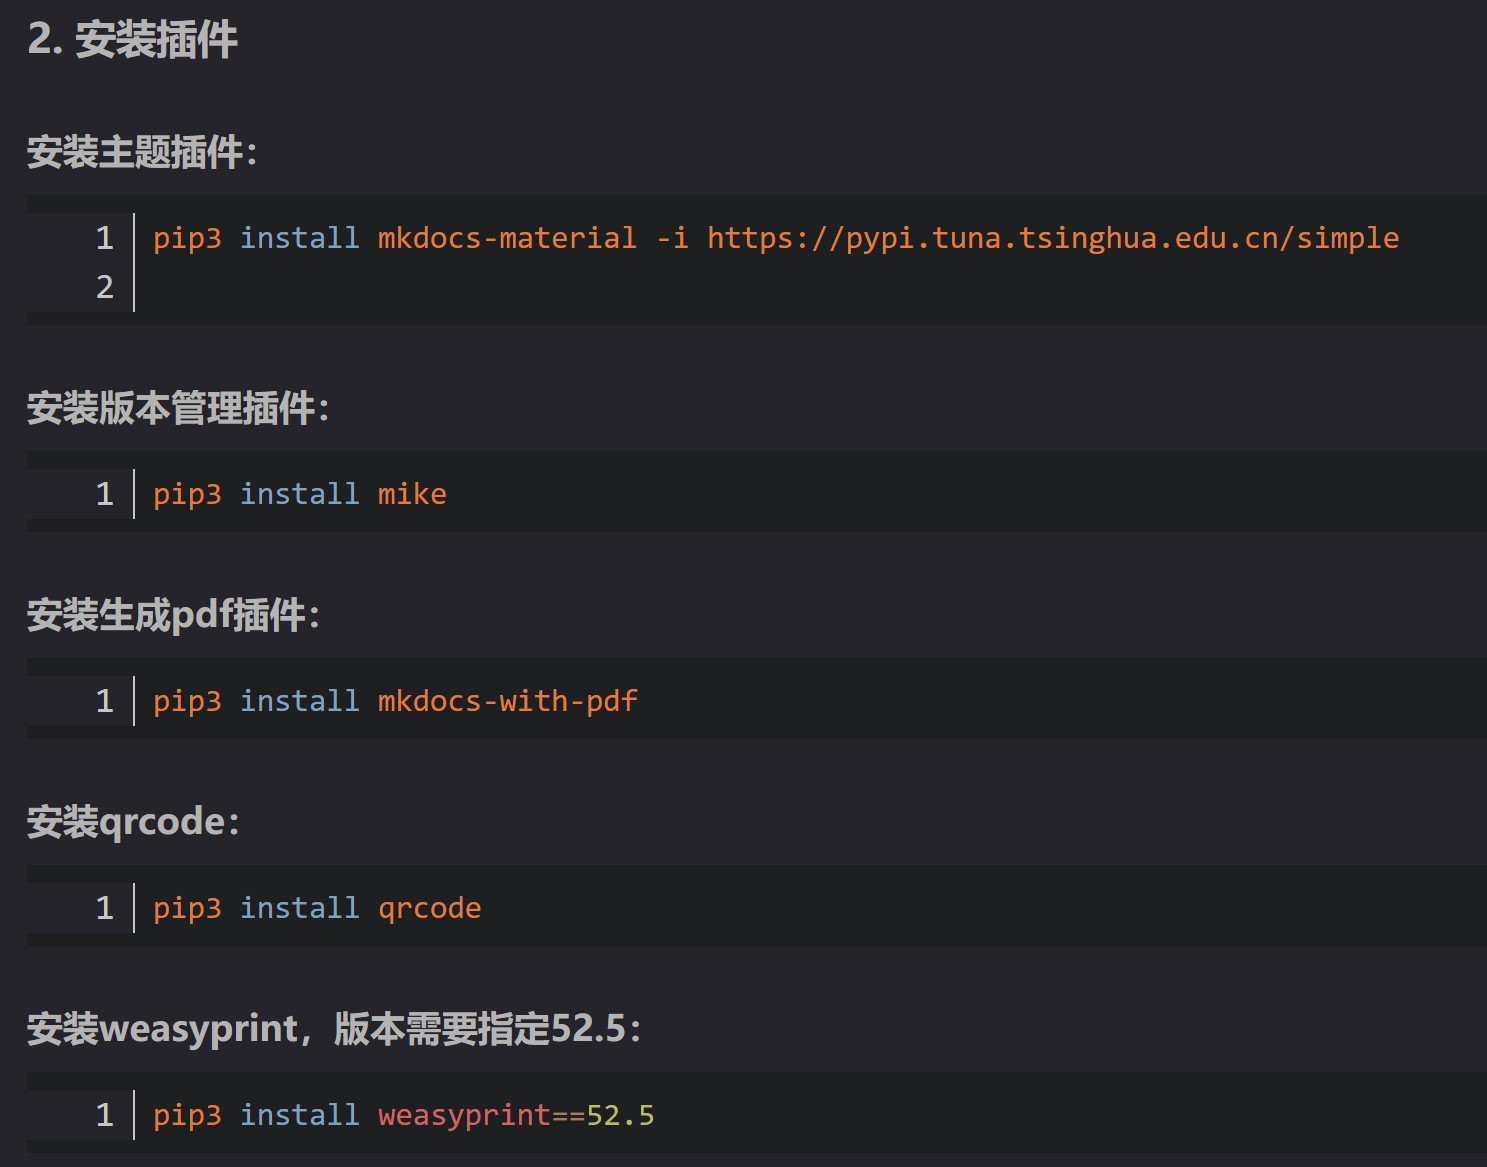 2. 安装插件
安装主题插件：
1 pip3 install mkdocs-material -i https://pypi.tuna.tsinghua.edu.cn/simple
2
安装版本管理插件：
1 pip3 install mike
安装生成pdf插件：
1 pip3 install mkdocs-with-pdf
安装qrcode：
1 pip3 install qrcode
安装weasyprint，版本需要指定52.5：
1 pip3 install weasyprint==52.5